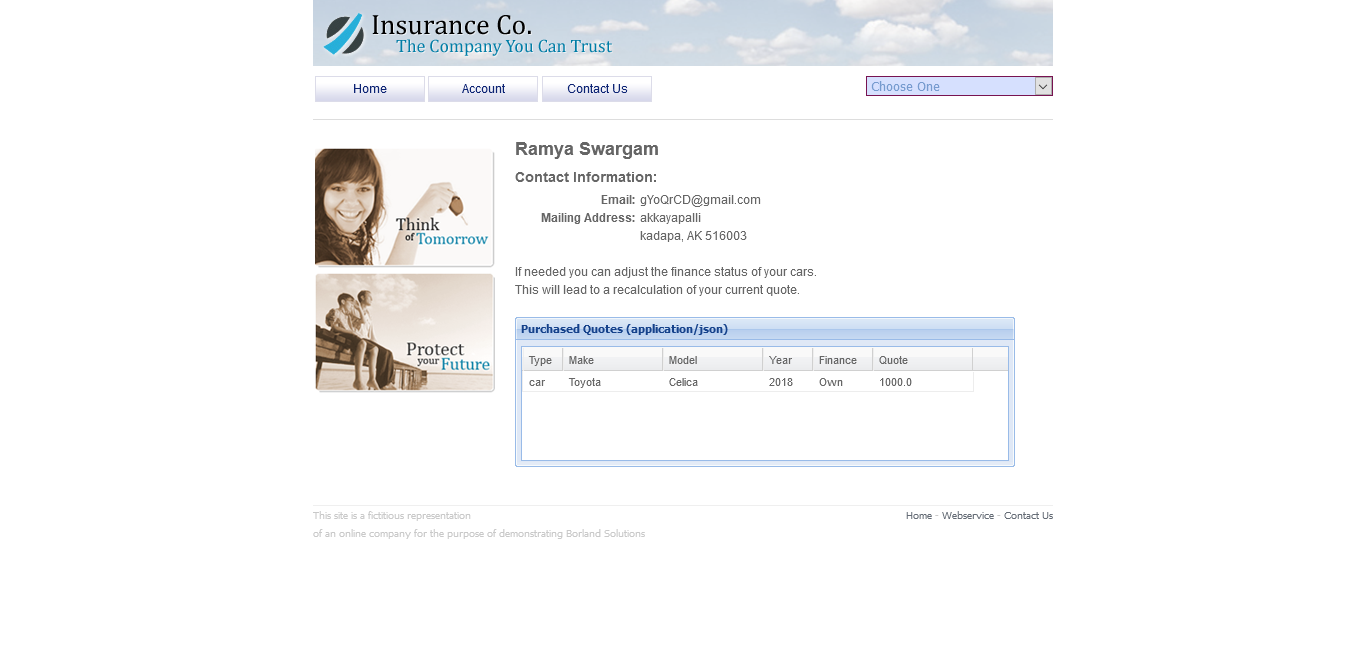 Insurance Co.
The Company You Can Trust
Home
Account
Contact Us
Choose One
Think
of Tomorrow
Protect
your Future
Ramya Swargam
Contact Information:
Email: gYoQrCD@gmail.com
Mailing Address: akkayapalli
kadapa, AK 516003
If needed you can adjust the finance status of your cars.
This will lead to a recalculation of your current quote.
Purchased Quotes (application/json)
Type Make Model Year Finance Quote
car Toyota Celica 2018 Own 1000.0
This site is a fictitious representation
of an online company for the purpose of demonstrating Borland Solutions
Home - Webservice - Contact Us